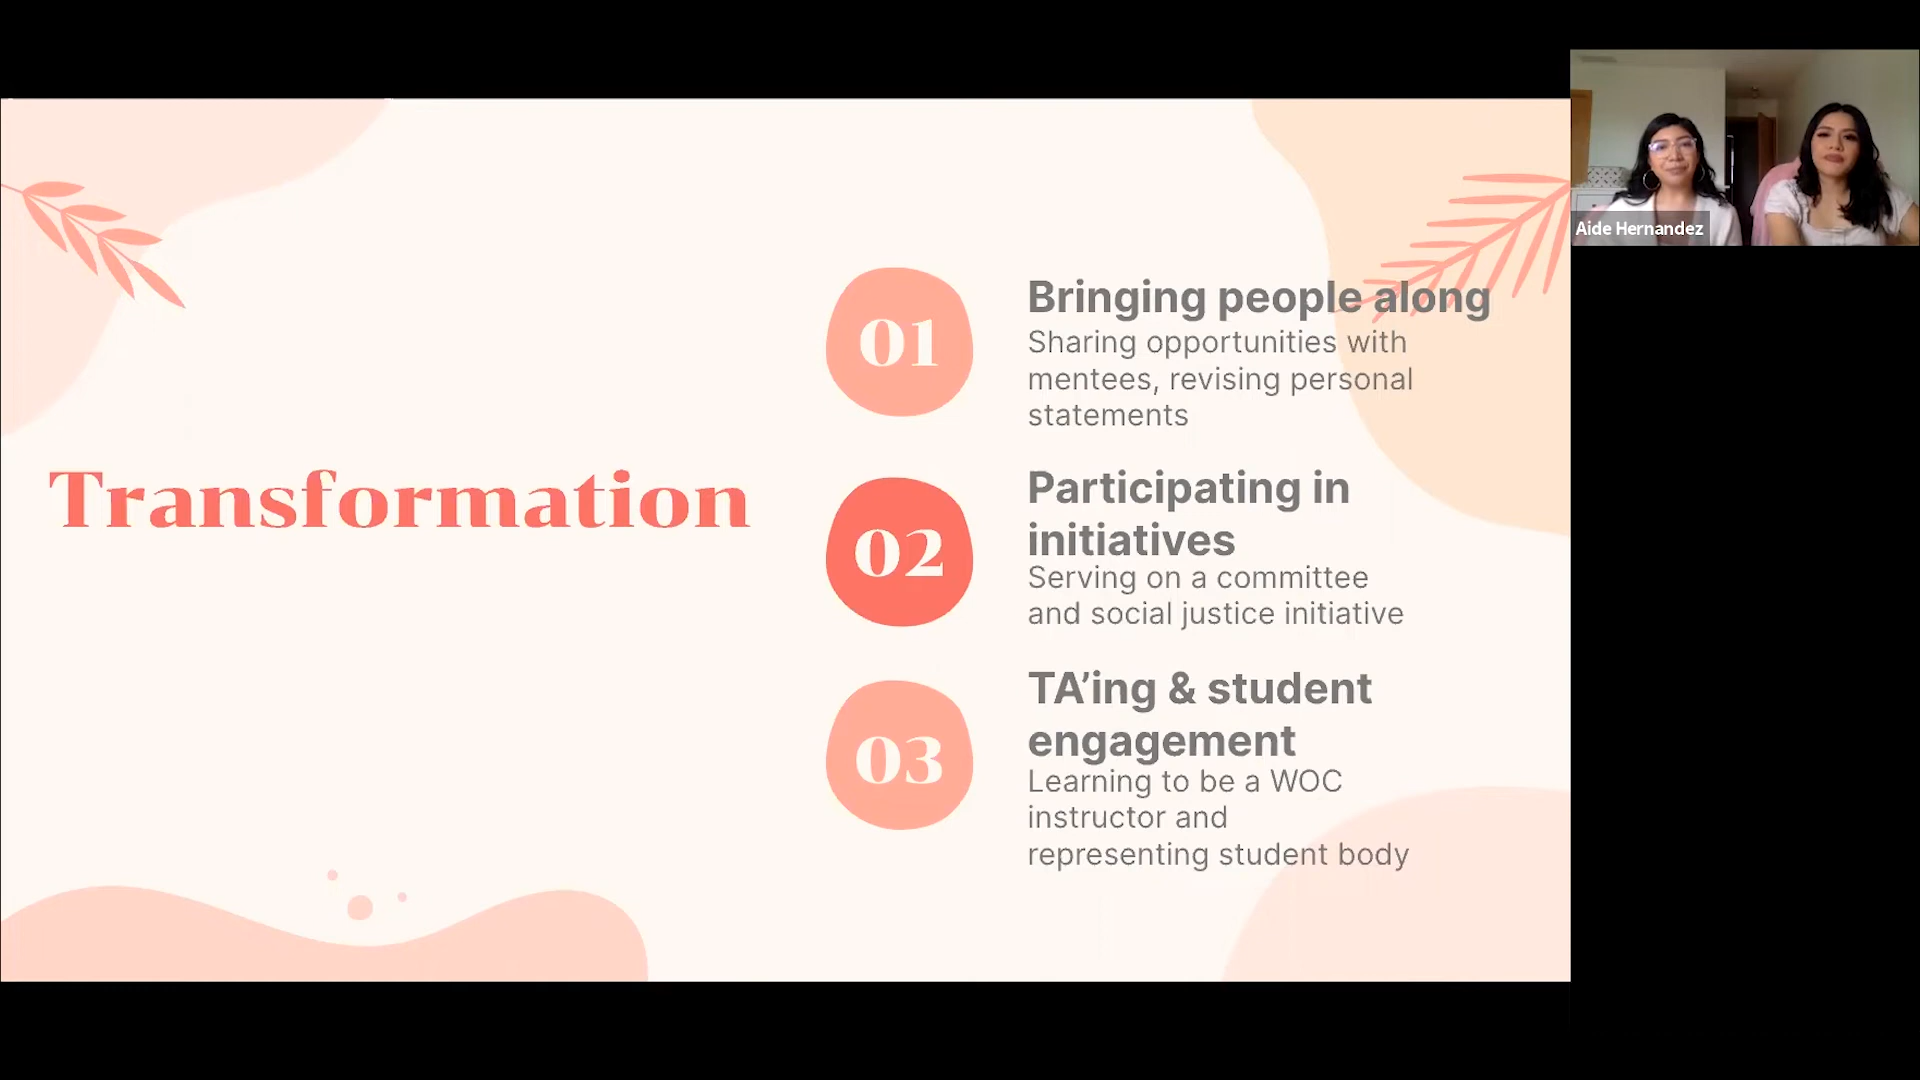 Transformation
01
Bringing people along
Sharing opportunities with
mentees, revising personal
statements
02
Participating in
initiatives
Serving on a committee
and social justice initiative
03
TA’ing & student
engagement
Learning to be a WOC
instructor and
representing student body
Aide Hernandez